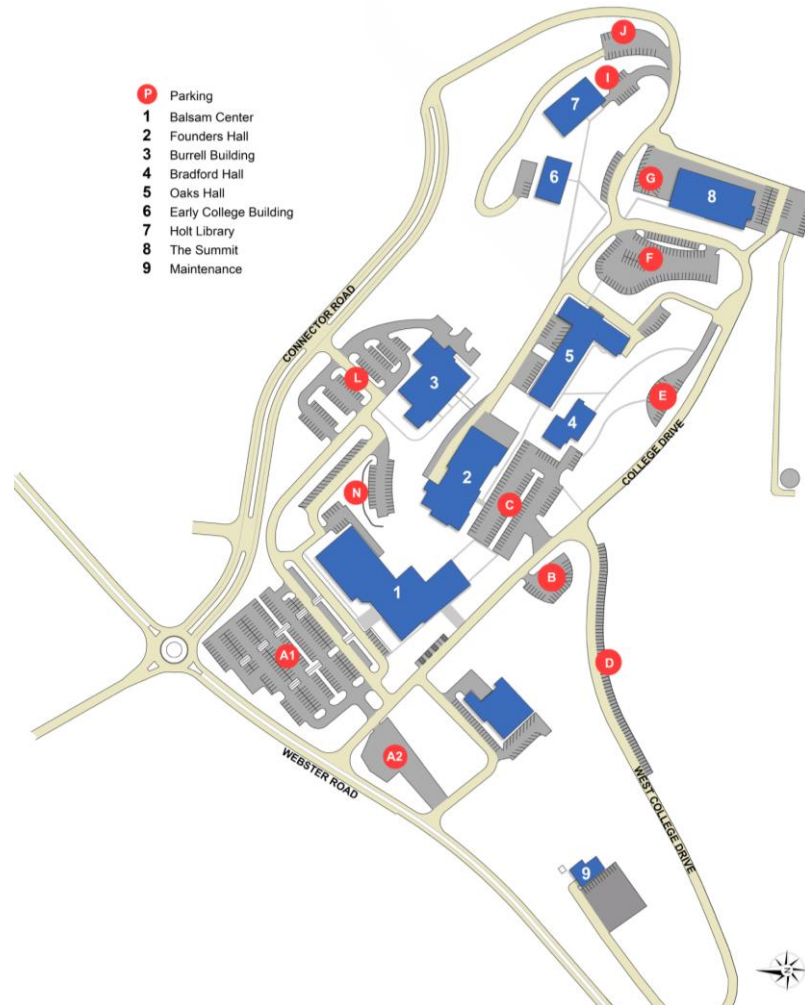 P Parking
1 Balsam Center
2 Founders Hall
3 Burrell Building
4 Bradford Hall
5 Oaks Hall
6 Early College Building
7 Holt Library
8 The Summit
9 Maintenance
J
I
7
6
G
8
F
CONNECTOR ROAD
5
L
3
E
4
COLLEGE DRIVE
2
N
C
B
1
A1
D
A2
WEBSTER ROAD
WEST COLLEGE DRIVE
9
N